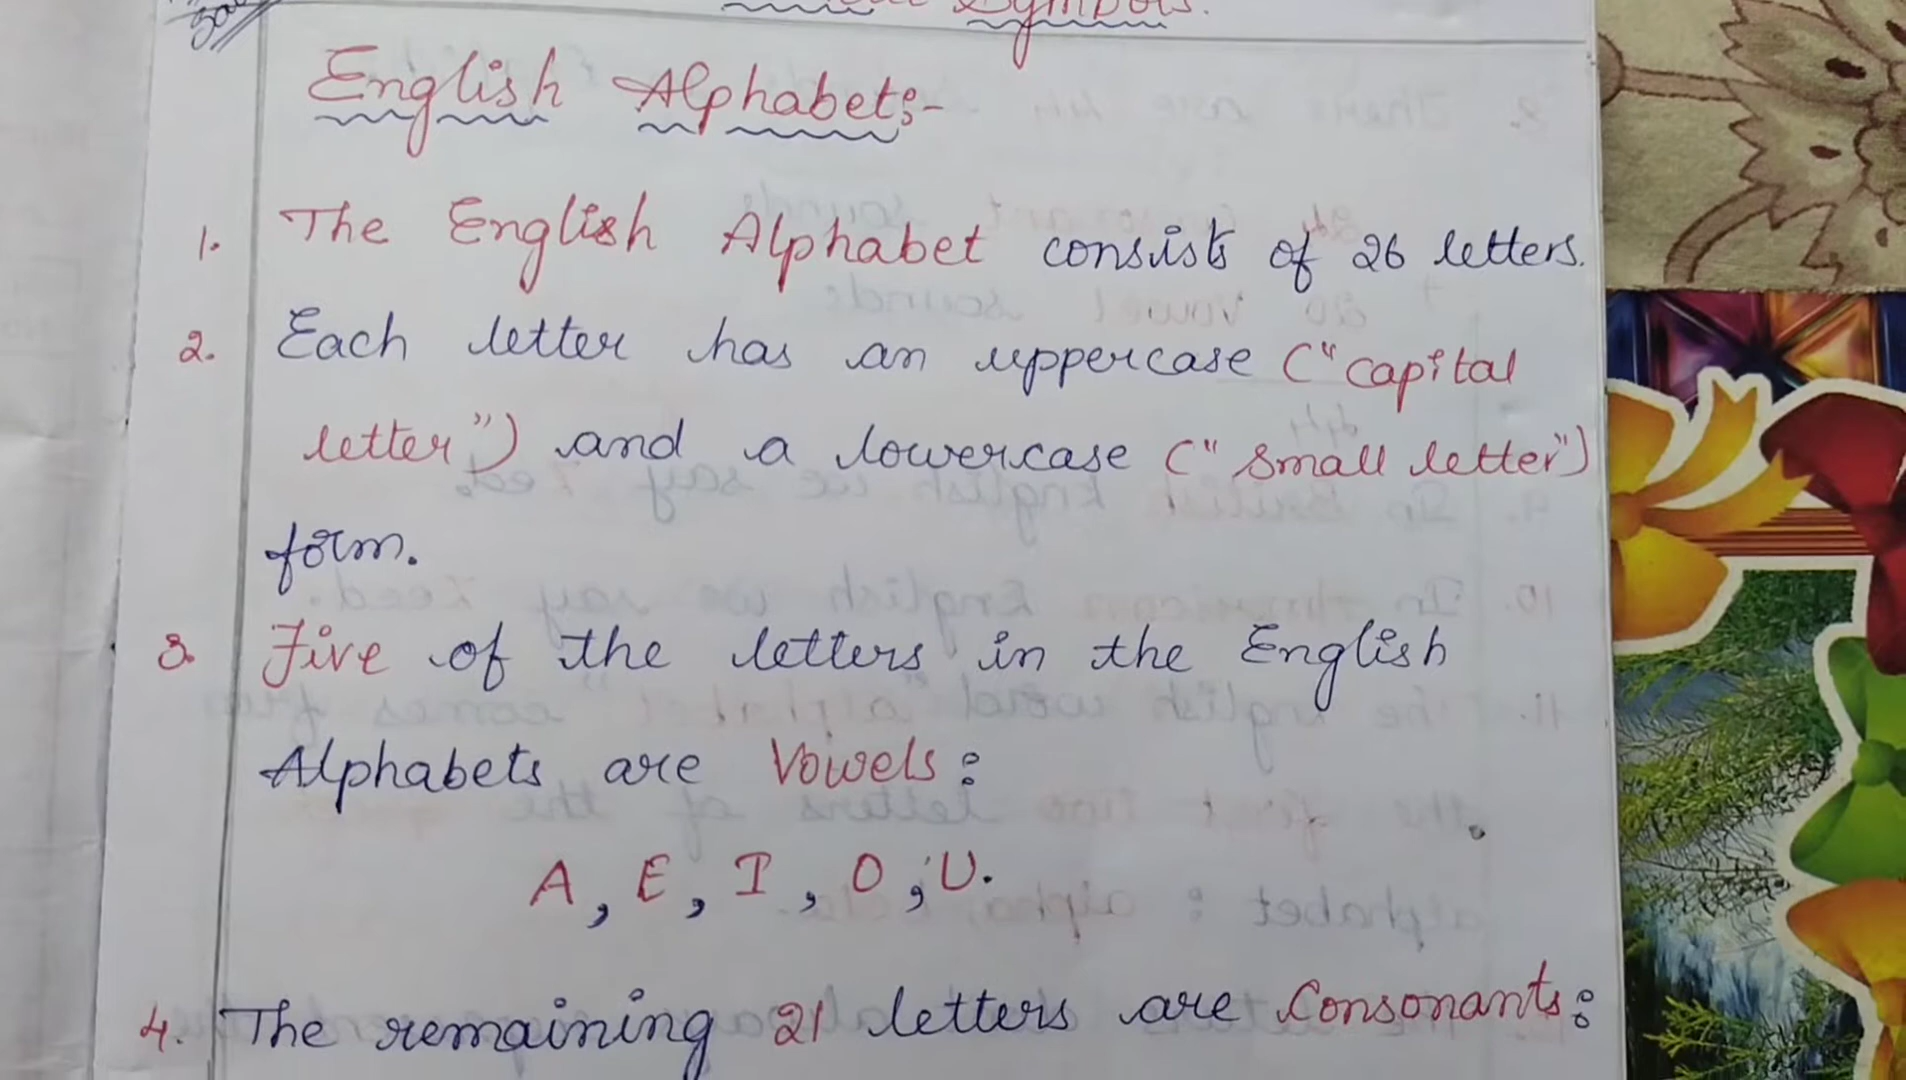 Symbols.
English Alphabet:-
1. The English Alphabet consists of 26 letters.
2. Each letter has an uppercase ("capital
letter") and a lowercase ("small letter")
form.
3. Five of the letters in the English
Alphabets are Vowels:
A, E, I, O, U.
4. The remaining 21 letters are Consonants: